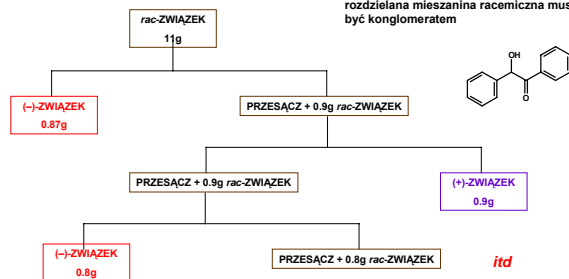 rozdzielana mieszanina racemiczna mus
być konglomeratem
rac-ZWIĄZEK
11g
OH
O
(–)-ZWIĄZEK
0.87g
PRZESĄCZ + 0.9g rac-ZWIĄZEK
PRZESĄCZ + 0.9g rac-ZWIĄZEK
(+)-ZWIĄZEK
0.9g
(–)-ZWIĄZEK
0.8g
PRZESĄCZ + 0.8g rac-ZWIĄZEK
itd